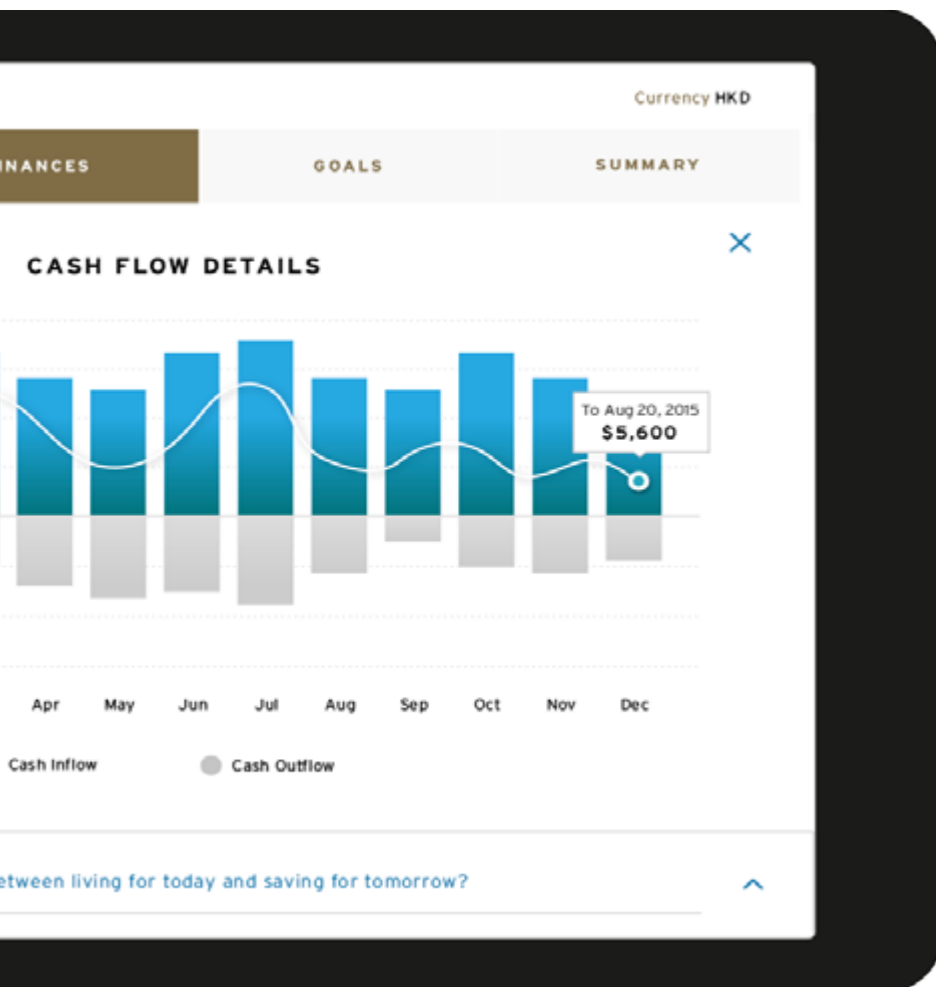 Currency HKD
INANCES
GOALS
SUMMARY
CASH FLOW DETAILS
To Aug 20, 2015
$5,600
Apr May Jun Jul Aug Sep Oct Nov Dec
Cash Inflow
Cash Outflow
etween living for today and saving for tomorrow?